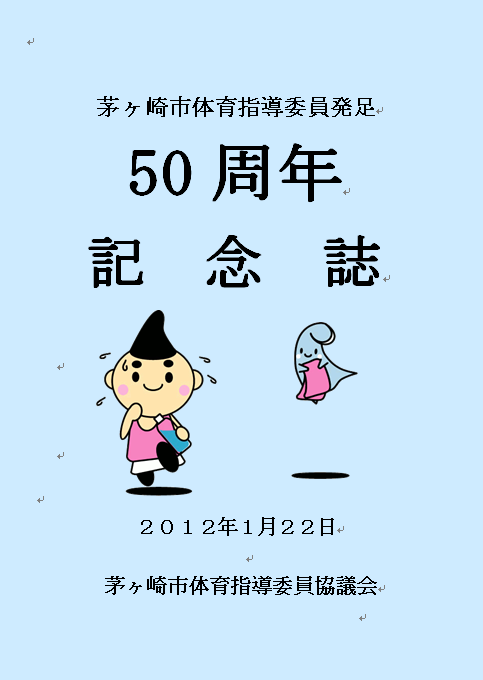 茅ヶ崎市体育指導委員発足
50周年
記　念　誌
２０１２年１月２２日
茅ヶ崎市体育指導委員協議会